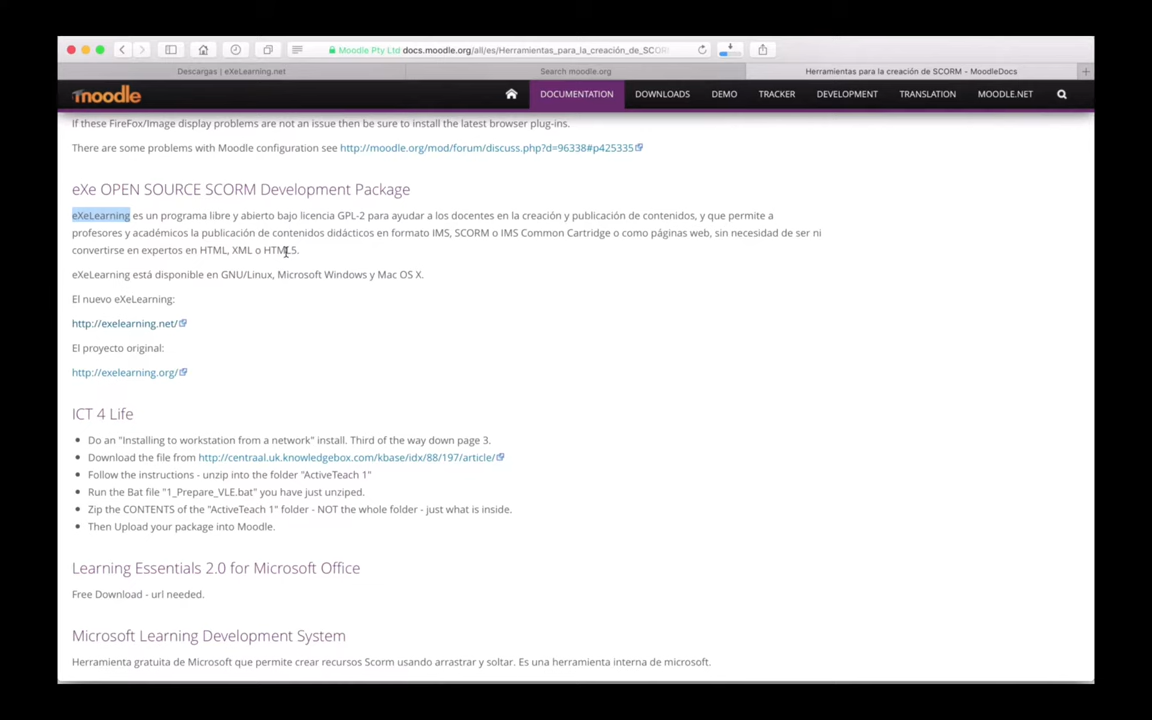 Moodle Pty Ltd docs.moodle.org/all/es/Herramientas_para_la_creación_de_SCOR
Descargas | eXeLearning.net
Search moodle.org
Herramientas para la creación de SCORM - MoodleDocs
moodle
DOCUMENTATION
DOWNLOADS
DEMO
TRACKER
DEVELOPMENT
TRANSLATION
MOODLE.NET
If these FireFox/Image display problems are not an issue then be sure to install the latest browser plug-ins.
There are some problems with Moodle configuration see http://moodle.org/mod/forum/discuss.php?d=96338#p425335
eXe OPEN SOURCE SCORM Development Package
eXeLearning es un programa libre y abierto bajo licencia GPL-2 para ayudar a los docentes en la creación y publicación de contenidos, y que permite a
profesores y académicos la publicación de contenidos didácticos en formato IMS, SCORM o IMS Common Cartridge o como páginas web, sin necesidad de ser ni
convertirse en expertos en HTML, XML o HTML5.
eXeLearning está disponible en GNU/Linux, Microsoft Windows y Mac OS X.
El nuevo eXeLearning:
http://exelearning.net/
El proyecto original:
http://exelearning.org/
ICT 4 Life
Do an "Installing to workstation from a network" install. Third of the way down page 3.
Download the file from http://centraal.uk.knowledgebox.com/kbase/idx/88/197/article/
Follow the instructions - unzip into the folder "ActiveTeach 1"
Run the Bat file "1_Prepare_VLE.bat" you have just unziped.
Zip the CONTENTS of the "ActiveTeach 1" folder - NOT the whole folder - just what is inside.
Then Upload your package into Moodle.
Learning Essentials 2.0 for Microsoft Office
Free Download - url needed.
Microsoft Learning Development System
Herramienta gratuita de Microsoft que permite crear recursos Scorm usando arrastrar y soltar. Es una herramienta interna de microsoft.